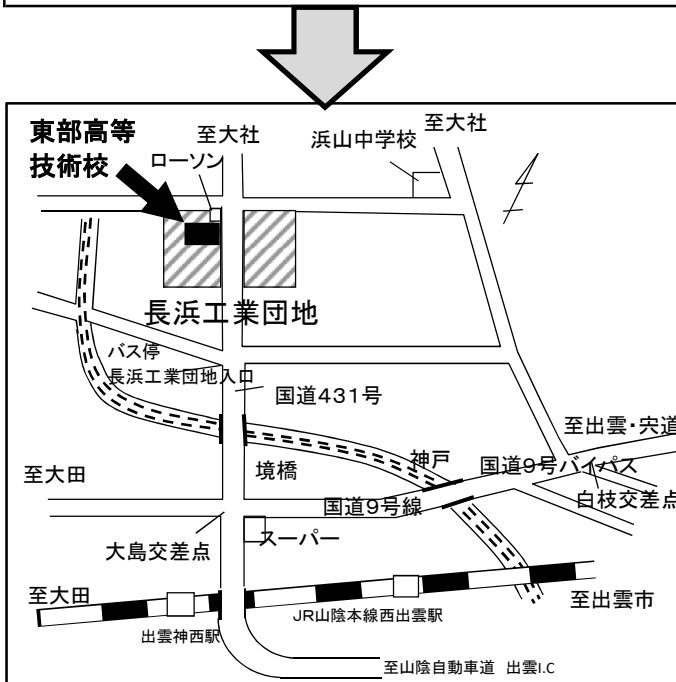 東部高等
技術校
至大社
ローソン
浜山中学校
至大社
長浜工業団地
バス停
長浜工業団地入口
国道431号
至出雲・宍道
至大田
境橋
神戸
国道9号バイパス
国道9号線
白枝交差点
大島交差点
スーパー
至大田
出雲神西駅
JR山陰本線西出雲駅
至出雲市
至山陰自動車道 出雲I.C